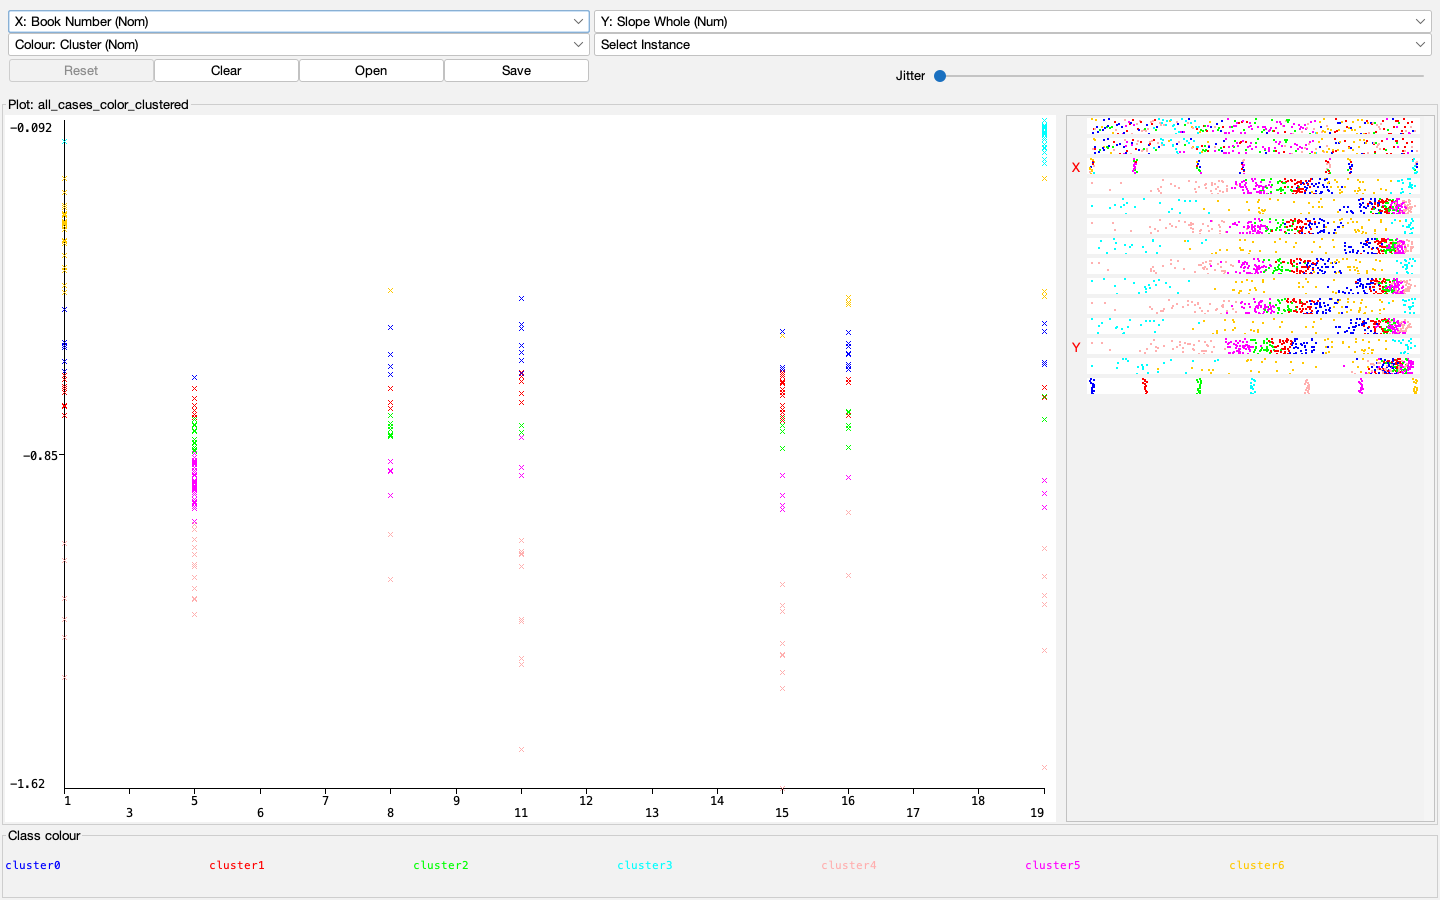 X: Book Number (Nom) Y: Slope Whole (Num)
Colour: Cluster (Nom) Select Instance
Reset Clear Open Save Jitter
Plot: all_cases_color_clustered
-0.092
X
Y
-0.85
-1.62
1 5 7 9 11 12 13 14 15 16 18
3 6 8 11 15 17 19
Class colour
cluster0 cluster1 cluster2 cluster3 cluster4 cluster5 cluster6